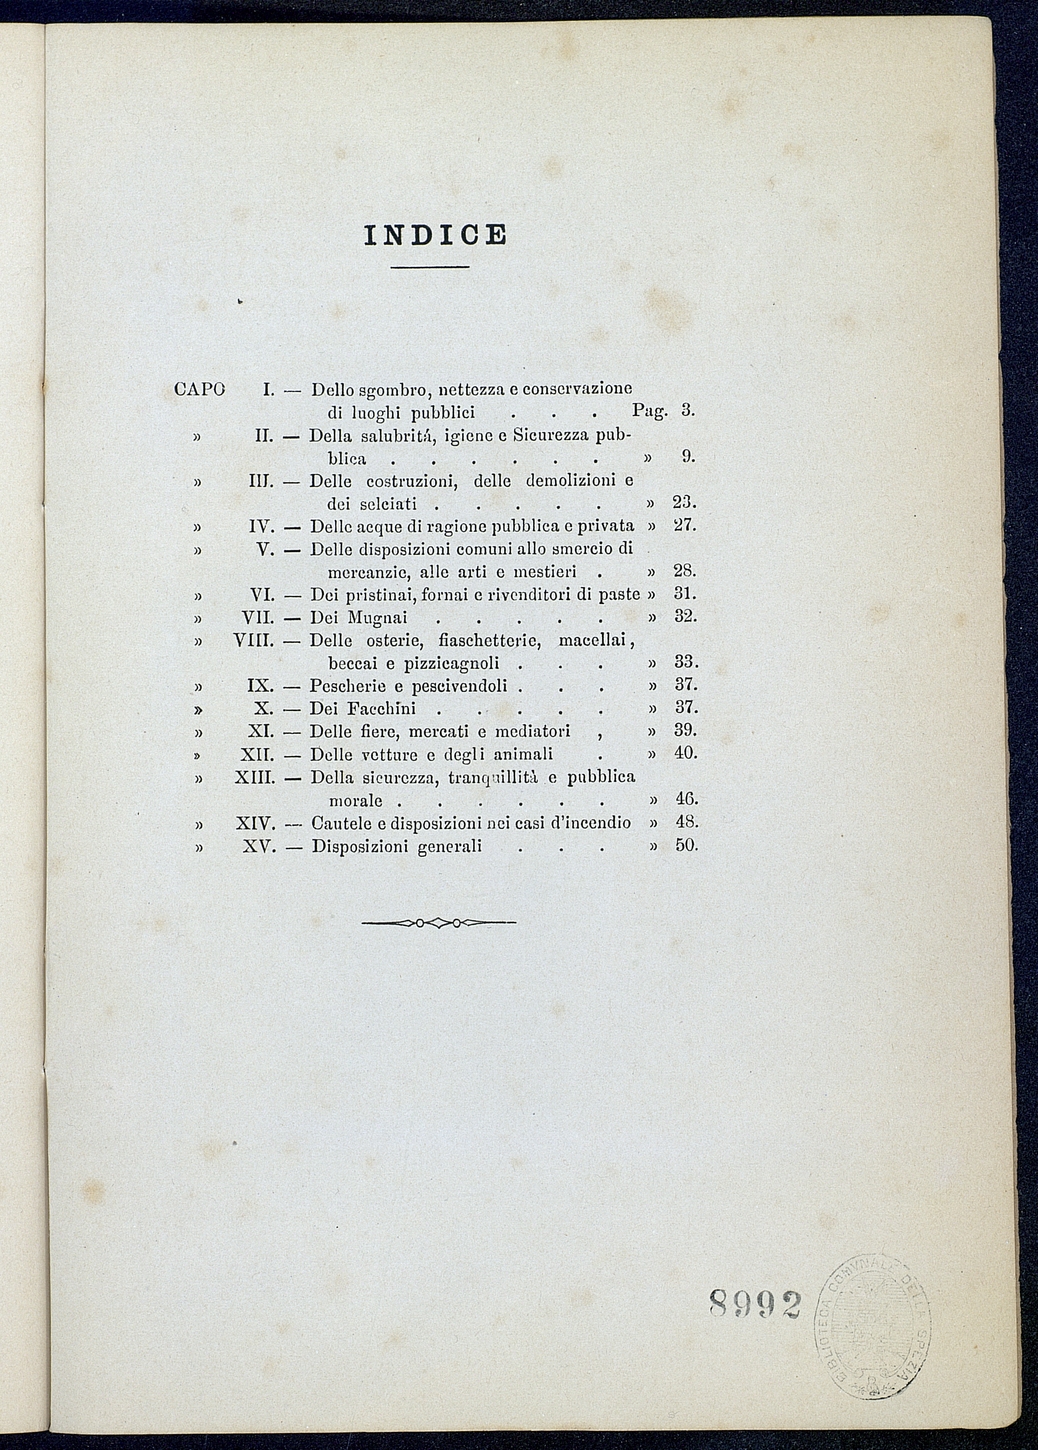 INDICE
CAPO I. — Dello sgombro, nettezza e conservazione
di luoghi pubblici . . . Pag. 3.
» II. — Della salubritá, igiene e Sicurezza pub-
blica . . . . . . » 9.
» III. — Delle costruzioni, delle demolizioni e
dei selciati . . . . . » 23.
» IV. — Delle acque di ragione pubblica e privata » 27.
» V. — Delle disposizioni comuni allo smercio di
mercanzie, alle arti e mestieri . » 28.
» VI. — Dei pristinai, fornai e rivenditori di paste » 31.
» VII. — Dei Mugnai . . . . . » 32.
» VIII. — Delle osterie, fiaschetterie, macellai,
beccai e pizzicagnoli . . . » 33.
» IX. — Pescherie e pescivendoli . . . » 37.
» X. — Dei Facchini . . . . . » 37.
» XI. — Delle fiere, mercati e mediatori , » 39.
» XII. — Delle vetture e degli animali . » 40.
» XIII. — Della sicurezza, tranquillità e pubblica
morale . . . . . . » 46.
» XIV. — Cautele e disposizioni nei casi d'incendio » 48.
» XV. — Disposizioni generali . . . » 50.
8992
BIBLIOTECA COMVNALE DELLA SPEZIA